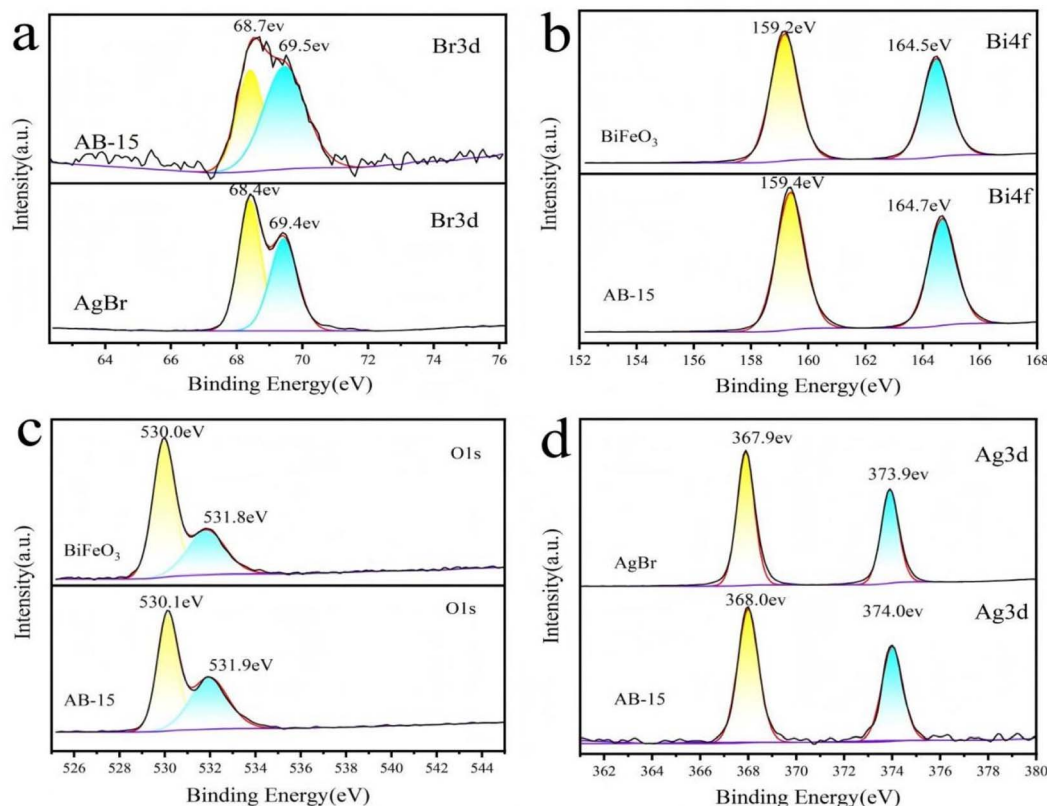 a
68.7ev
69.5ev
Br3d
AB-15
68.4ev
69.4ev
Br3d
AgBr
Intensity(a.u.)
64 66 68 70 72 74 76
Binding Energy(eV)
b
159.2eV
164.5eV
Bi4f
BiFeO₃
159.4eV
164.7eV
Bi4f
AB-15
Intensity(a.u.)
152 154 156 158 160 162 164 166 168
Binding Energy(eV)
c
530.0eV
O1s
531.8eV
BiFeO₃
530.1eV
O1s
531.9eV
AB-15
Intensity(a.u.)
526 528 530 532 534 536 538 540 542 544
Binding Energy(eV)
d
367.9ev
Ag3d
373.9ev
AgBr
368.0ev
374.0ev
Ag3d
AB-15
Intensity(a.u.)
362 364 366 368 370 372 374 376 378 380
Binding Energy(eV)